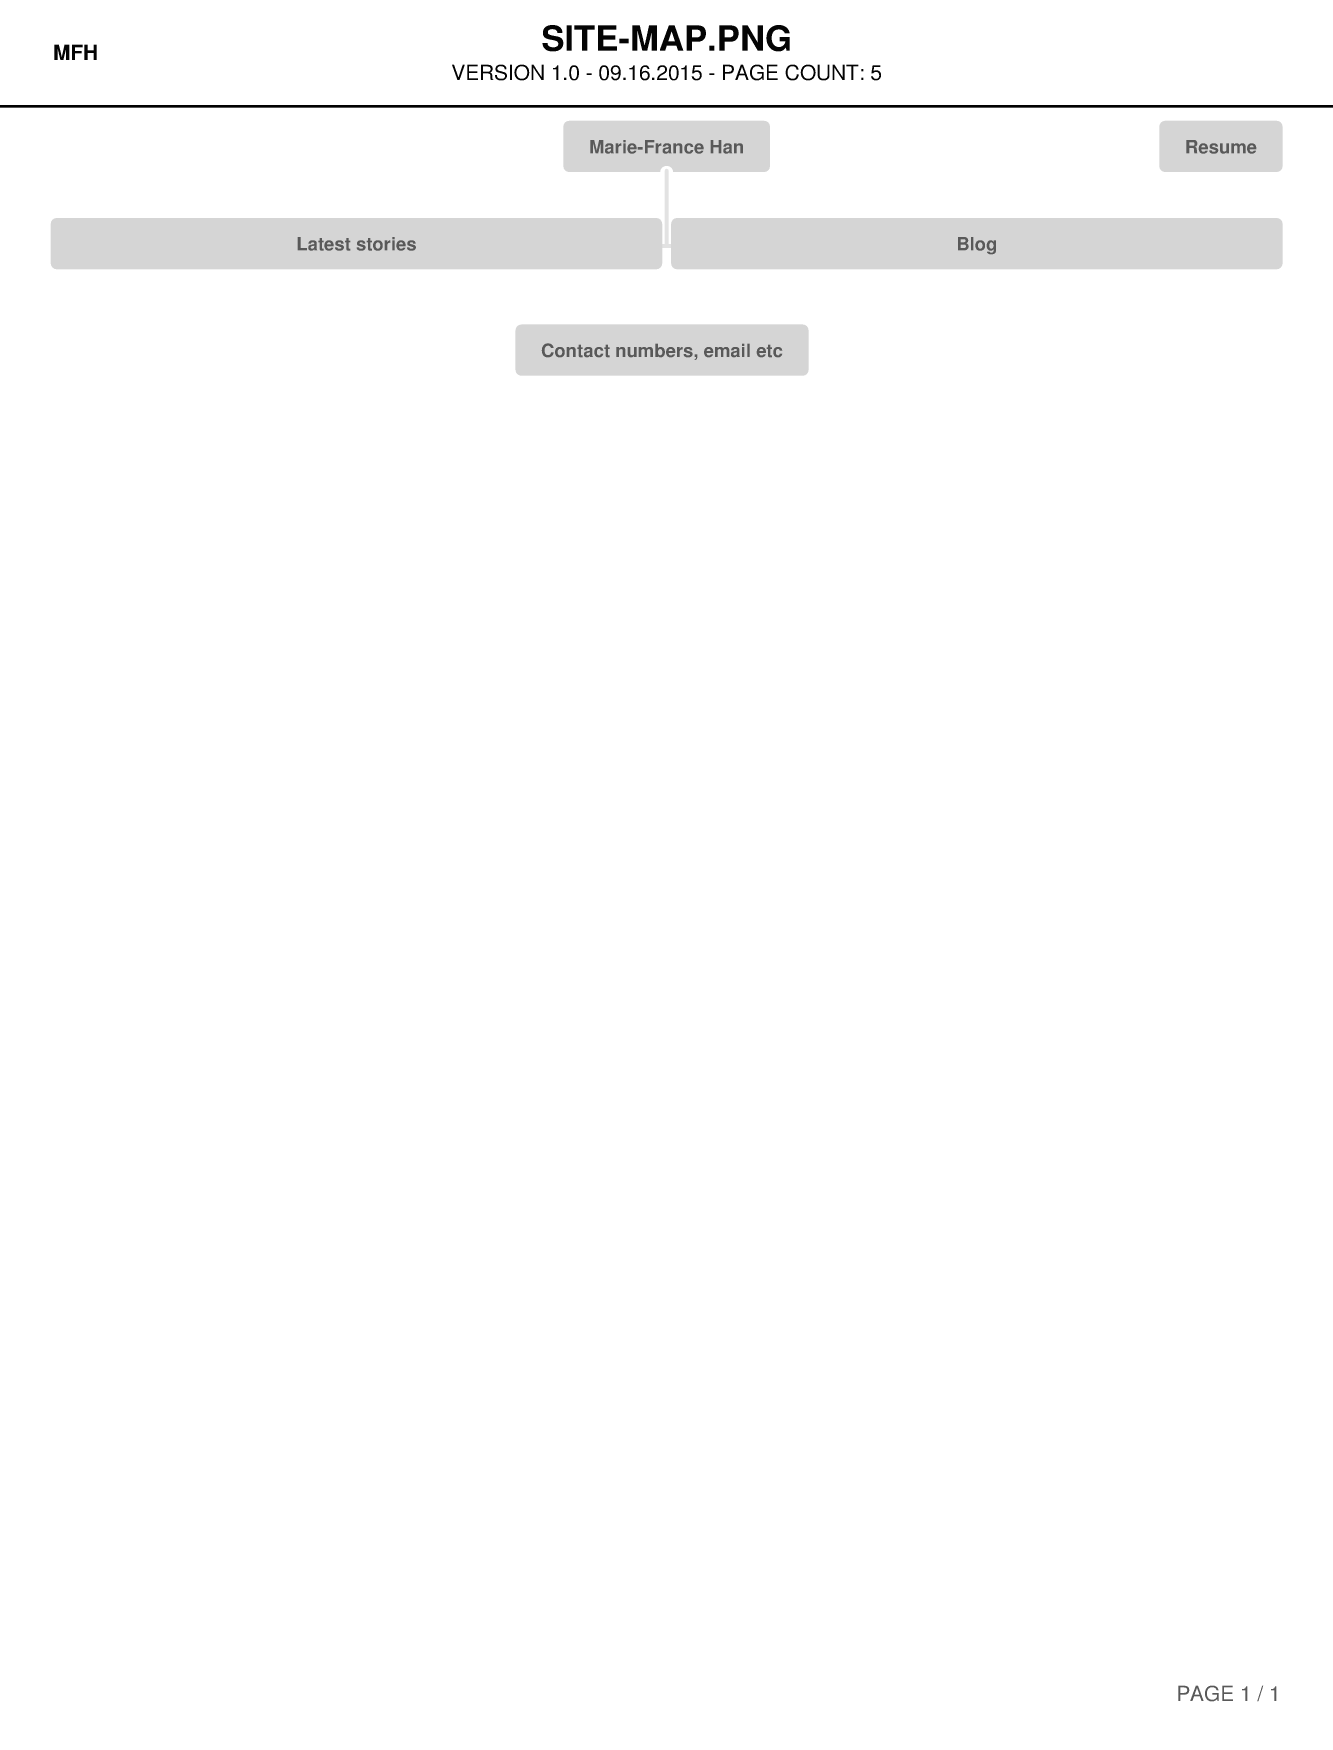 MFH
SITE-MAP.PNG
VERSION 1.0 - 09.16.2015 - PAGE COUNT: 5
Marie-France Han
Resume
Latest stories
Blog
Contact numbers, email etc
PAGE 1 / 1